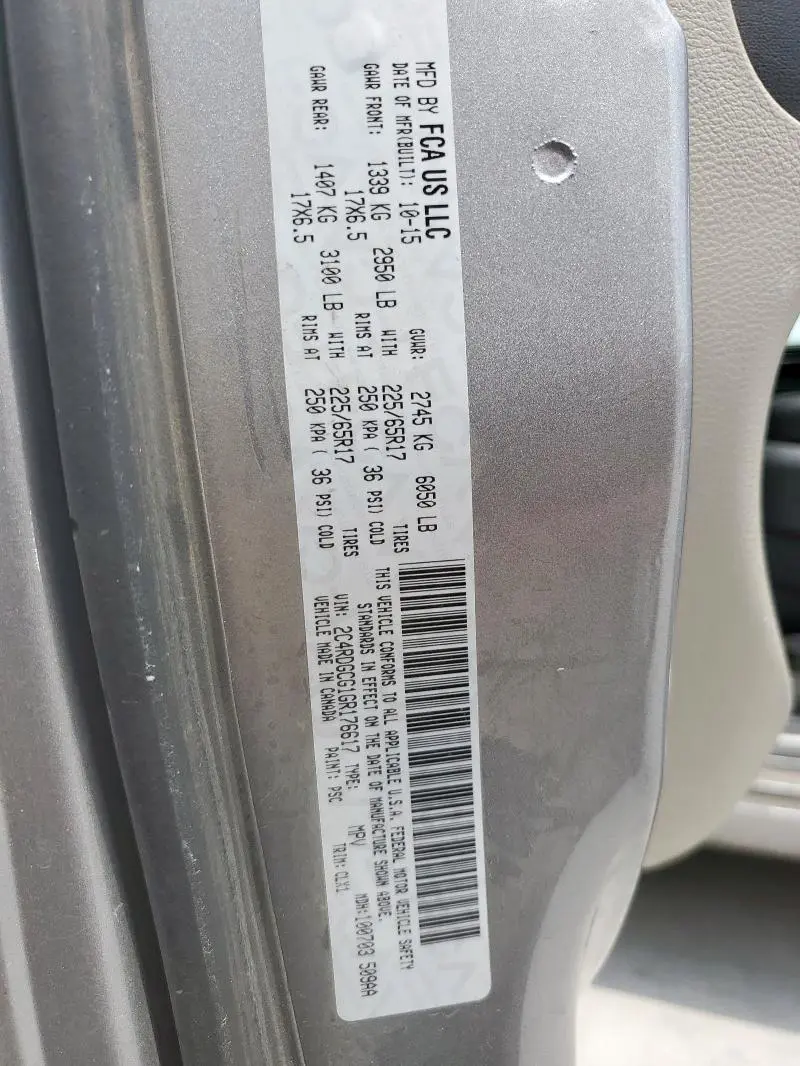 MFD BY FCA US LLC
DATE OF MFR(BUILT): 10-15 GVWR: 2745 KG 6050 LB
GAWR FRONT: 1339 KG 2950 LB WITH 225/65R17 TIRES
17X6.5 RIMS AT 250 KPA ( 36 PSI) COLD
GAWR REAR: 1407 KG 3100 LB WITH 225/65R17 TIRES
17X6.5 RIMS AT 250 KPA ( 36 PSI) COLD
THIS VEHICLE CONFORMS TO ALL APPLICABLE U.S.A. FEDERAL MOTOR VEHICLE SAFETY
STANDARDS IN EFFECT ON THE DATE OF MANUFACTURE SHOWN ABOVE.
VIN: 2C4RDGCG1GR176617 TYPE: MPV MDH:100703 509AA
VEHICLE MADE IN CANADA PAINT: PSC TRIM: CLX1